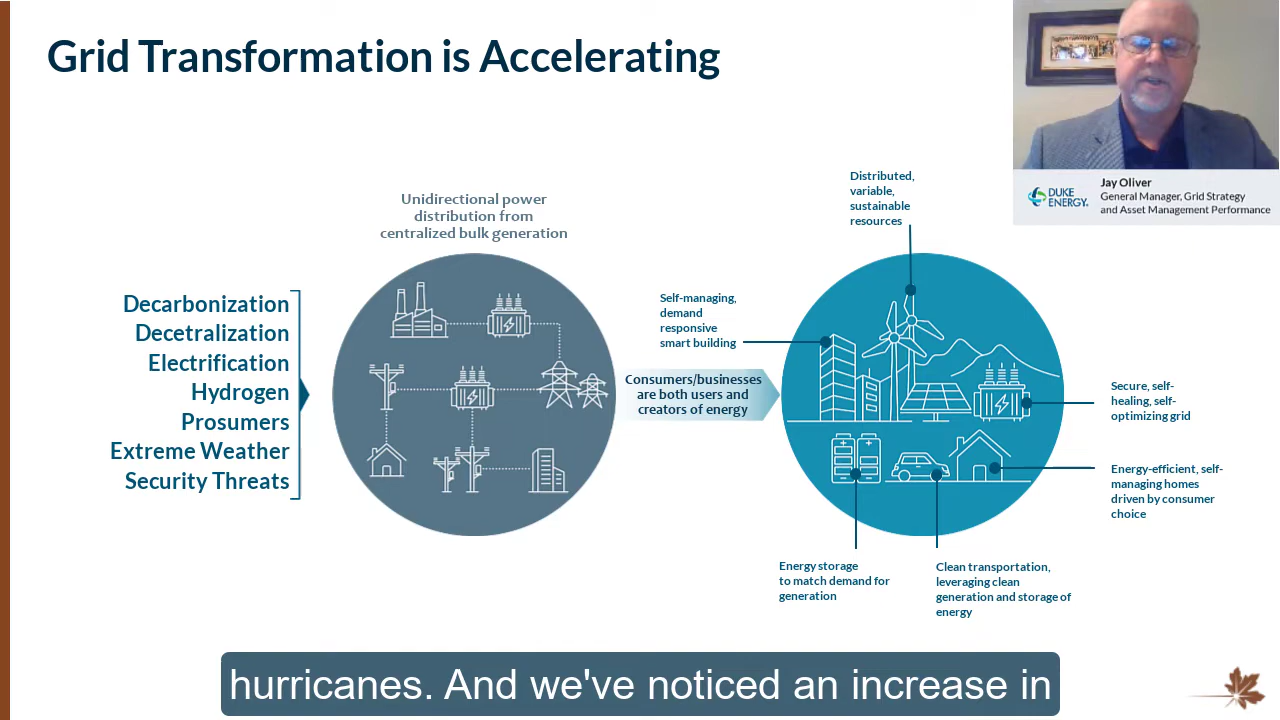 Grid Transformation is Accelerating
DUKE
ENERGY®
Jay Oliver
General Manager, Grid Strategy
and Asset Management Performance
Unidirectional power
distribution from
centralized bulk generation
Distributed,
variable,
sustainable
resources
Decarbonization
Decetralization
Electrification
Hydrogen
Prosumers
Extreme Weather
Security Threats
Self-managing,
demand
responsive
smart building
Consumers/businesses
are both users and
creators of energy
Secure, self-
healing, self-
optimizing grid
Energy-efficient, self-
managing homes
driven by consumer
choice
Energy storage
to match demand for
generation
Clean transportation,
leveraging clean
generation and storage of
energy
hurricanes. And we've noticed an increase in